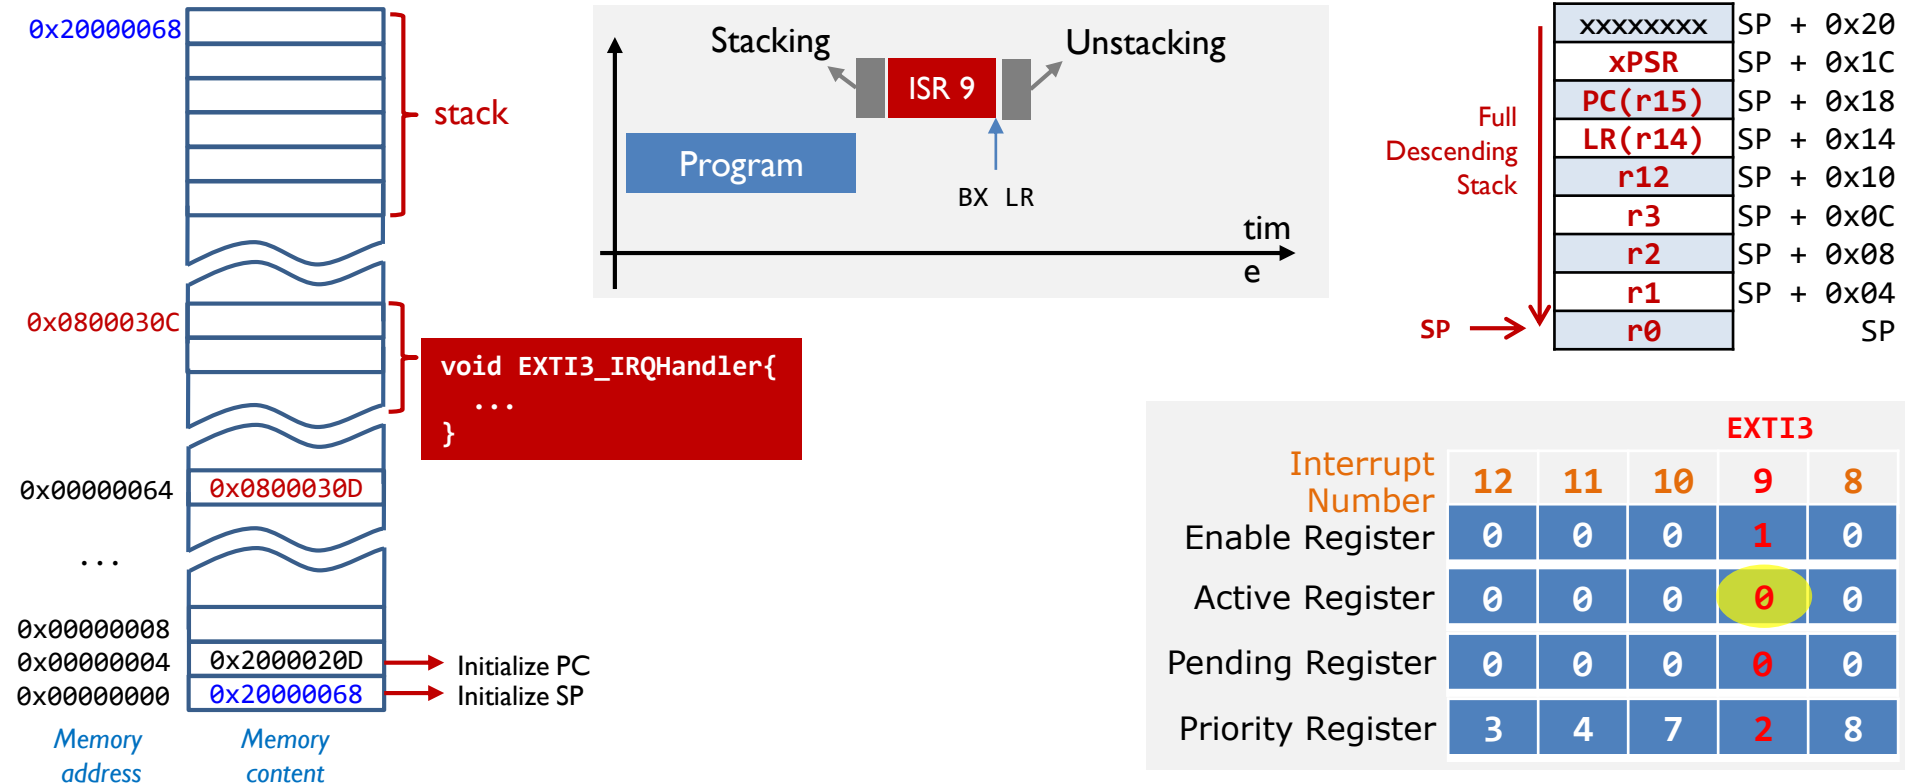 0x20000068
stack
0x0800030C
void EXTI3_IRQHandler{
...
}
0x00000064 0x0800030D
...
0x00000008
0x00000004 0x2000020D Initialize PC
0x00000000 0x20000068 Initialize SP
Memory address
Memory content
Stacking
Unstacking
ISR 9
Program
BX LR
tim
e
xxxxxxxx SP + 0x20
xPSR SP + 0x1C
PC(r15) SP + 0x18
LR(r14) SP + 0x14
r12 SP + 0x10
r3 SP + 0x0C
r2 SP + 0x08
r1 SP + 0x04
r0 SP
Full
Descending
Stack
SP
EXTI3
Interrupt
Number 12 11 10 9 8
Enable Register 0 0 0 1 0
Active Register 0 0 0 0 0
Pending Register 0 0 0 0 0
Priority Register 3 4 7 2 8